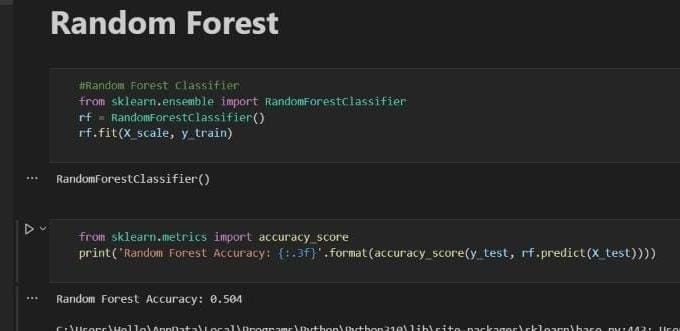 Random Forest
#Random Forest Classifier
from sklearn.ensemble import RandomForestClassifier
rf = RandomForestClassifier()
rf.fit(X_scale, y_train)
... RandomForestClassifier()
from sklearn.metrics import accuracy_score
print('Random Forest Accuracy: {:.3f}'.format(accuracy_score(y_test, rf.predict(X_test))))
... Random Forest Accuracy: 0.504
C:\Users\Hello\AppData\Local\Programs\Python\Python310\lib\site-packages\sklearn\base.py:443: Use